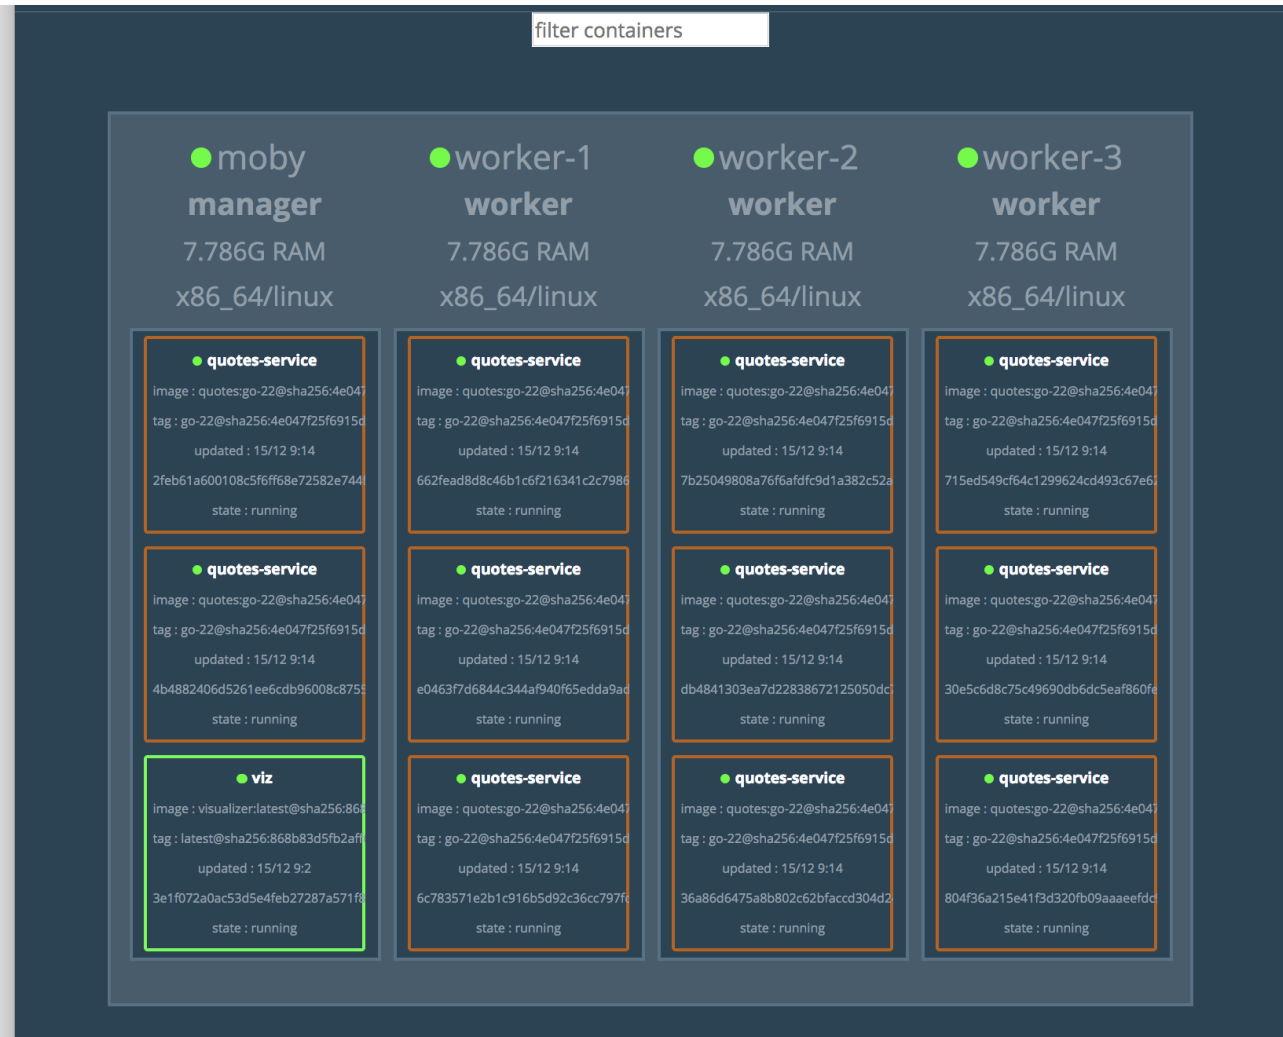 filter containers
moby
manager
7.786G RAM
x86_64/linux
quotes-service
image : quotes:go-22@sha256:4e047
tag : go-22@sha256:4e047f25f6915d
updated : 15/12 9:14
2feb61a600108c5f6ff68e72582e744
state : running
quotes-service
image : quotes:go-22@sha256:4e047
tag : go-22@sha256:4e047f25f6915d
updated : 15/12 9:14
4b4882406d5261ee6cdb96008c8755
state : running
viz
image : visualizer:latest@sha256:868
tag : latest@sha256:868b83d5fb2aff
updated : 15/12 9:2
3e1f072a0ac53d5e4feb27287a571f8
state : running
worker-1
worker
7.786G RAM
x86_64/linux
quotes-service
image : quotes:go-22@sha256:4e047
tag : go-22@sha256:4e047f25f6915d
updated : 15/12 9:14
662fead8d8c46b1c6f216341c2c7986
state : running
quotes-service
image : quotes:go-22@sha256:4e047
tag : go-22@sha256:4e047f25f6915d
updated : 15/12 9:14
e0463f7d6844c344af940f65edda9ad
state : running
quotes-service
image : quotes:go-22@sha256:4e047
tag : go-22@sha256:4e047f25f6915d
updated : 15/12 9:14
6c783571e2b1c916b5d92c36cc797fc
state : running
worker-2
worker
7.786G RAM
x86_64/linux
quotes-service
image : quotes:go-22@sha256:4e047
tag : go-22@sha256:4e047f25f6915d
updated : 15/12 9:14
7b25049808a76f6afdfc9d1a382c52a
state : running
quotes-service
image : quotes:go-22@sha256:4e047
tag : go-22@sha256:4e047f25f6915d
updated : 15/12 9:14
db4841303ea7d22838672125050dc7
state : running
quotes-service
image : quotes:go-22@sha256:4e047
tag : go-22@sha256:4e047f25f6915d
updated : 15/12 9:14
36a86d6475a8b802c62bfaccd304d2
state : running
worker-3
worker
7.786G RAM
x86_64/linux
quotes-service
image : quotes:go-22@sha256:4e047
tag : go-22@sha256:4e047f25f6915d
updated : 15/12 9:14
715ed549cf64c1299624cd493c67e62
state : running
quotes-service
image : quotes:go-22@sha256:4e047
tag : go-22@sha256:4e047f25f6915d
updated : 15/12 9:14
30e5c6d8c75c49690db6dc5eaf860fe
state : running
quotes-service
image : quotes:go-22@sha256:4e047
tag : go-22@sha256:4e047f25f6915d
updated : 15/12 9:14
804f36a215e41f3d320fb09aaaeefdc
state : running